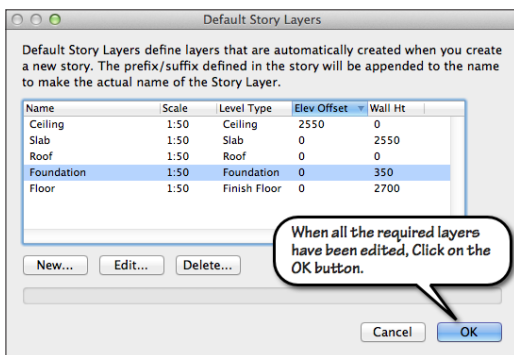 Default Story Layers
Default Story Layers define layers that are automatically created when you create
a new story. The prefix/suffix defined in the story will be appended to the name
to make the actual name of the Story Layer.
Name Scale Level Type Elev Offset Wall Ht
Ceiling 1:50 Ceiling 2550 0
Slab 1:50 Slab 0 2550
Roof 1:50 Roof 0 0
Foundation 1:50 Foundation 0 350
Floor 1:50 Finish Floor 0 2700
When all the required layers
have been edited, Click on the
OK button.
New... Edit... Delete...
Cancel OK